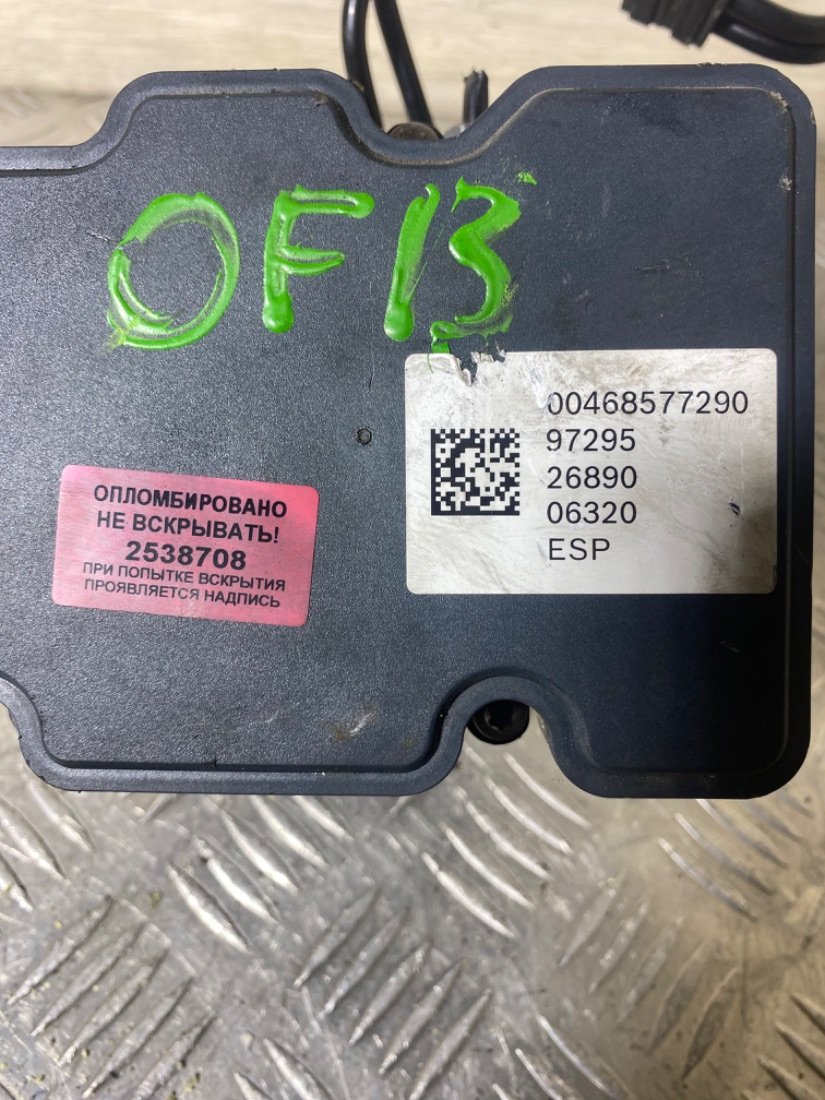 OF13
00468577290
97295
26890
06320
ESP
ОПЛОМБИРОВАНО
НЕ ВСКРЫВАТЬ!
2538708
ПРИ ПОПЫТКЕ ВСКРЫТИЯ
ПРОЯВЛЯЕТСЯ НАДПИСЬ